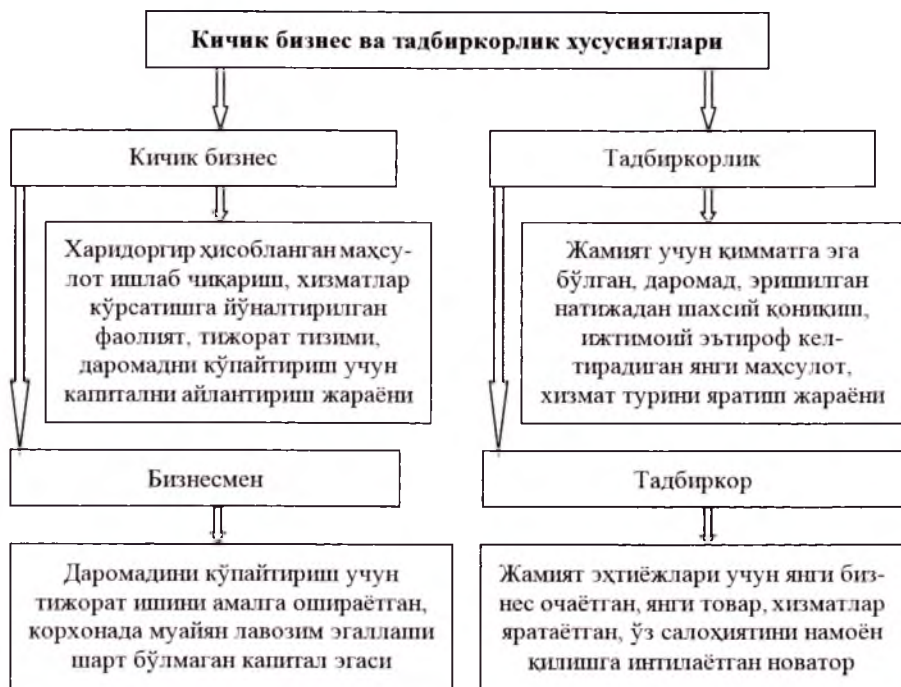 Кичик бизнес ва тадбиркорлик хусусиятлари
Кичик бизнес
Харидоргир ҳисобланган маҳсу-
лот ишлаб чиқариш, хизматлар
кўрсатишга йўналтирилган
фаолият, тижорат тизими,
даромадни кўпайтириш учун
капитални айлантириш жараёни
Бизнесмен
Даромадини кўпайтириш учун
тижорат ишини амалга ошираётган,
корхонада муайян лавозим эгаллаши
шарт бўлмаган капитал эгаси
Тадбиркорлик
Жамият учун қимматга эга
бўлган, даромад, эришилган
натижадан шахсий қониқиш,
ижтимоий эътироф кел-
тирадиган янги маҳсулот,
хизмат турини яратиш жараёни
Тадбиркор
Жамият эҳтиёжлари учун янги биз-
нес очаётган, янги товар, хизматлар
яратаётган, ўз салоҳиятини намоён
қилишга интилаётган новатор